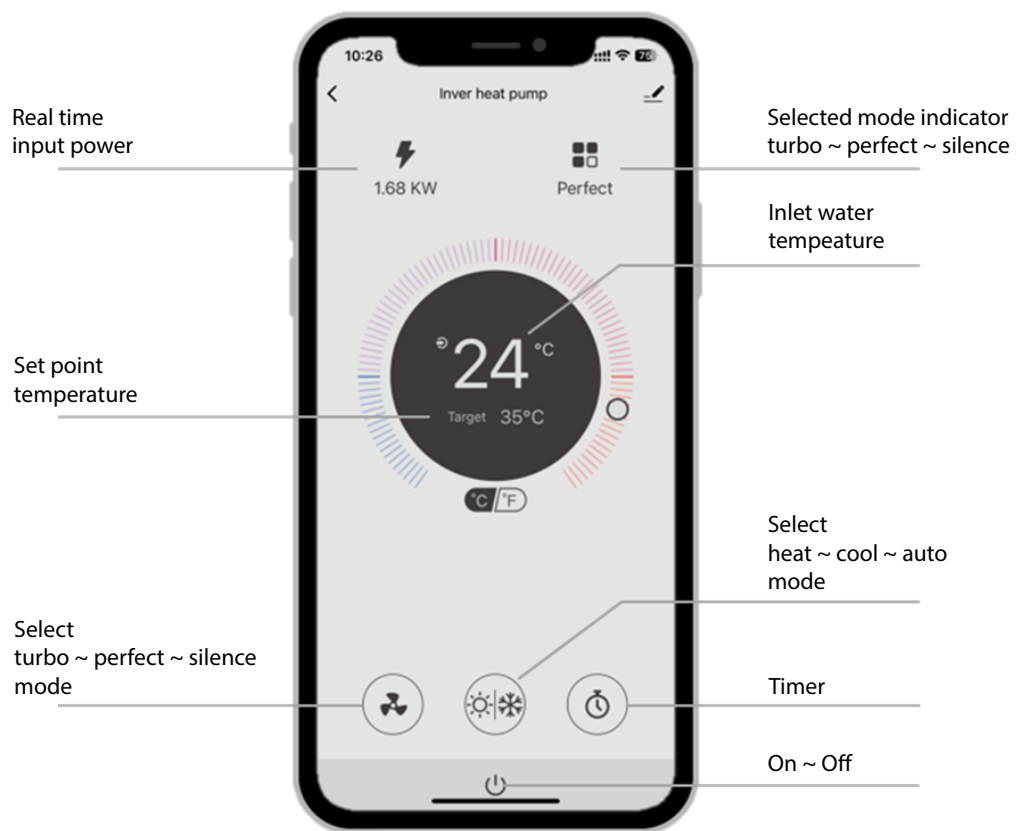 10:26
75
Inver heat pump
Real time
input power
1.68 KW
Perfect
Selected mode indicator
turbo ~ perfect ~ silence
Inlet water
tempeature
24 °C
Target 35°C
Set point
temperature
°C °F
Select
heat ~ cool ~ auto
mode
Select
turbo ~ perfect ~ silence
mode
Timer
On ~ Off